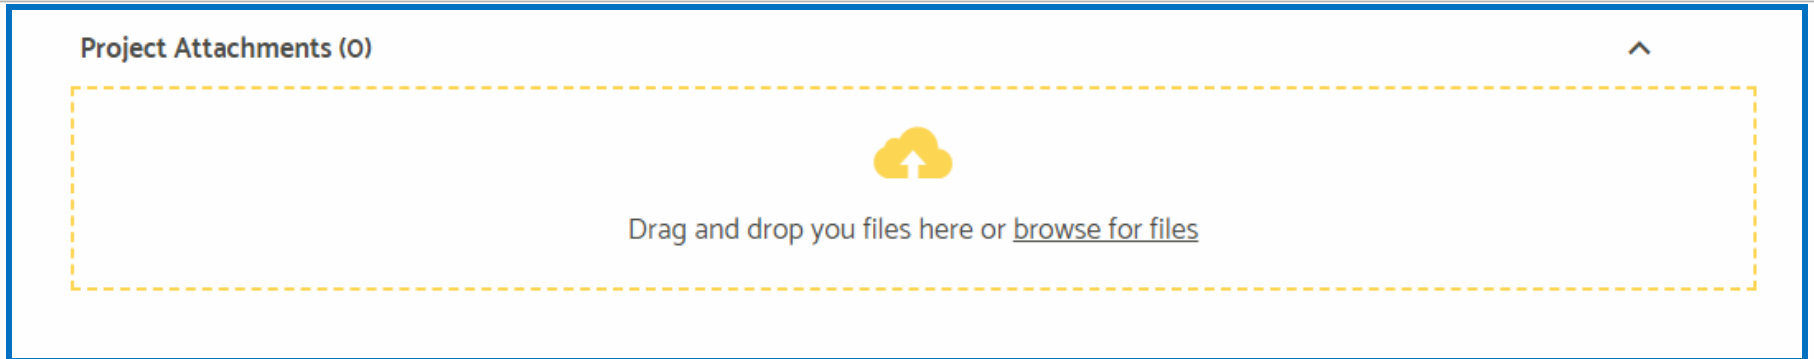 Project Attachments (0)
Drag and drop you files here or browse for files